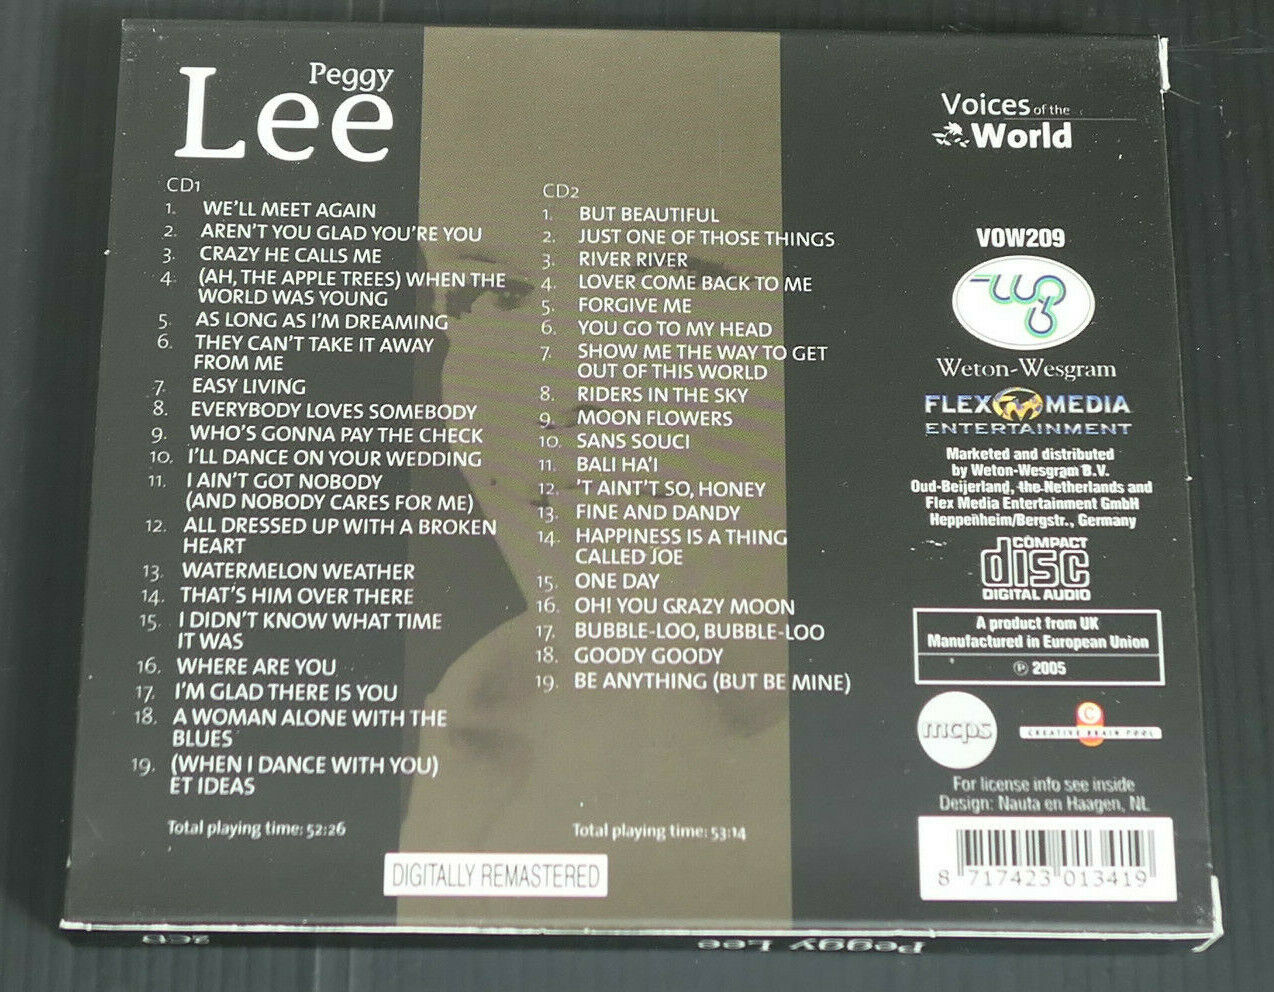 Peggy
Lee
CD1
1. WE'LL MEET AGAIN
2. AREN'T YOU GLAD YOU'RE YOU
3. CRAZY HE CALLS ME
4. (AH, THE APPLE TREES) WHEN THE
WORLD WAS YOUNG
5. AS LONG AS I'M DREAMING
6. THEY CAN'T TAKE IT AWAY
FROM ME
7. EASY LIVING
8. EVERYBODY LOVES SOMEBODY
9. WHO'S GONNA PAY THE CHECK
10. I'LL DANCE ON YOUR WEDDING
11. I AIN'T GOT NOBODY
(AND NOBODY CARES FOR ME)
12. ALL DRESSED UP WITH A BROKEN
HEART
13. WATERMELON WEATHER
14. THAT'S HIM OVER THERE
15. I DIDN'T KNOW WHAT TIME
IT WAS
16. WHERE ARE YOU
17. I'M GLAD THERE IS YOU
18. A WOMAN ALONE WITH THE
BLUES
19. (WHEN I DANCE WITH YOU)
ET IDEAS
Total playing time: 52:26
CD2
1. BUT BEAUTIFUL
2. JUST ONE OF THOSE THINGS
3. RIVER RIVER
4. LOVER COME BACK TO ME
5. FORGIVE ME
6. YOU GO TO MY HEAD
7. SHOW ME THE WAY TO GET
OUT OF THIS WORLD
8. RIDERS IN THE SKY
9. MOON FLOWERS
10. SANS SOUCI
11. BALI HA'I
12. 'T AIN'T SO, HONEY
13. FINE AND DANDY
14. HAPPINESS IS A THING
CALLED JOE
15. ONE DAY
16. OH! YOU GRAZY MOON
17. BUBBLE-LOO, BUBBLE-LOO
18. GOODY GOODY
19. BE ANYTHING (BUT BE MINE)
Total playing time: 53:14
DIGITALLY REMASTERED
Voices of the
World
VOW209
wg
Weton-Wesgram
FLEX MEDIA
ENTERTAINMENT
Marketed and distributed
by Weton-Wesgram B.V.
Oud-Beijerland, the Netherlands and
Flex Media Entertainment GmbH
Heppenheim/Bergstr., Germany
COMPACT
disc
DIGITAL AUDIO
A product from UK
Manufactured in European Union
℗ 2005
mcps
C
CREATIVE BRAIN POOL
For license info see inside
Design: Nauta en Haagen, NL
8 717423 013419
2CD
Peggy Lee